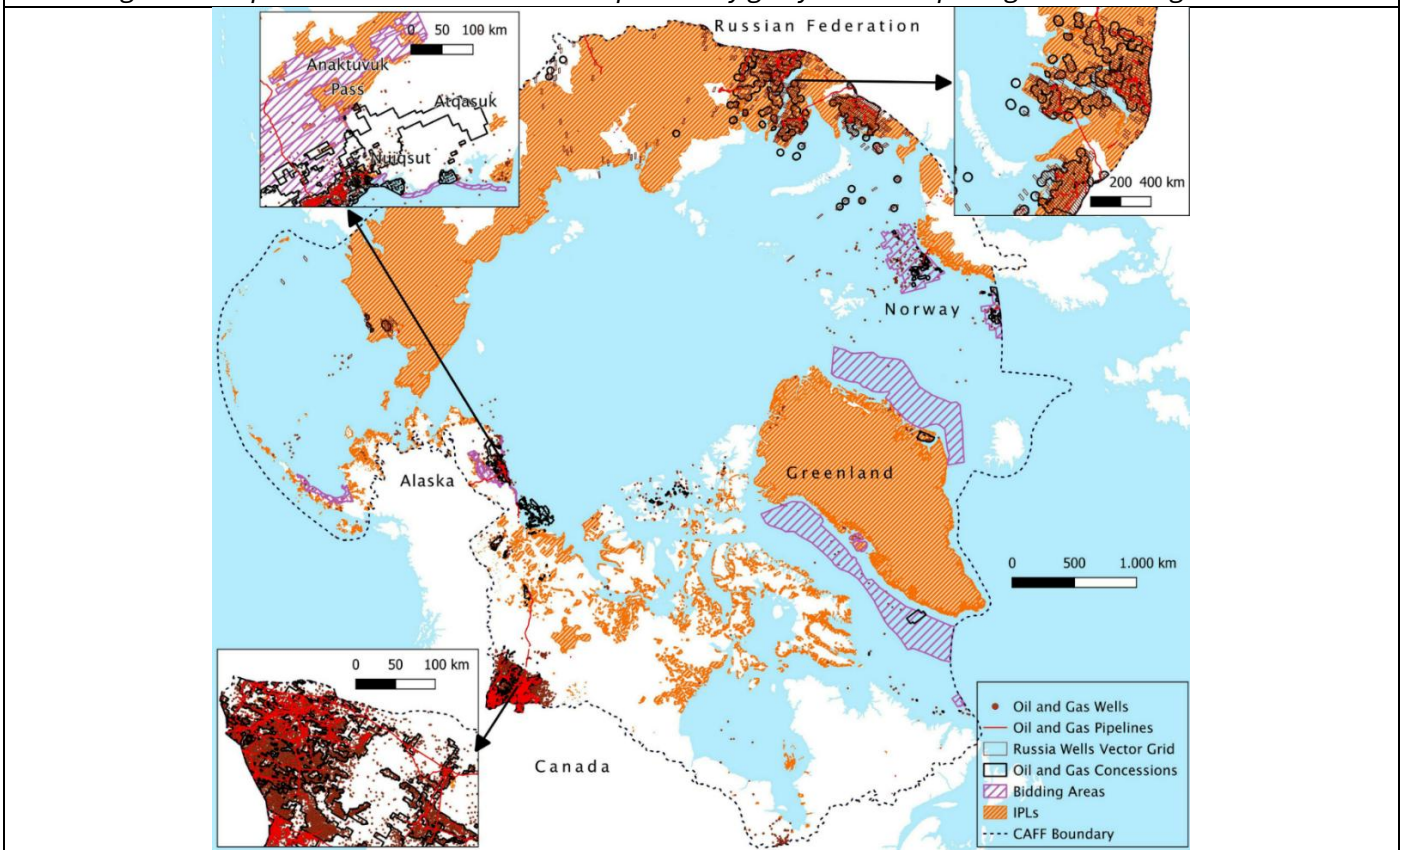 Russian Federation
0 50 100 km
Anaktuvuk
Pass
Atqasuk
Nuiqsut
200 400 km
Norway
Alaska
Greenland
0 500 1.000 km
0 50 100 km
Canada
Oil and Gas Wells
Oil and Gas Pipelines
Russia Wells Vector Grid
Oil and Gas Concessions
Bidding Areas
IPLs
CAFF Boundary